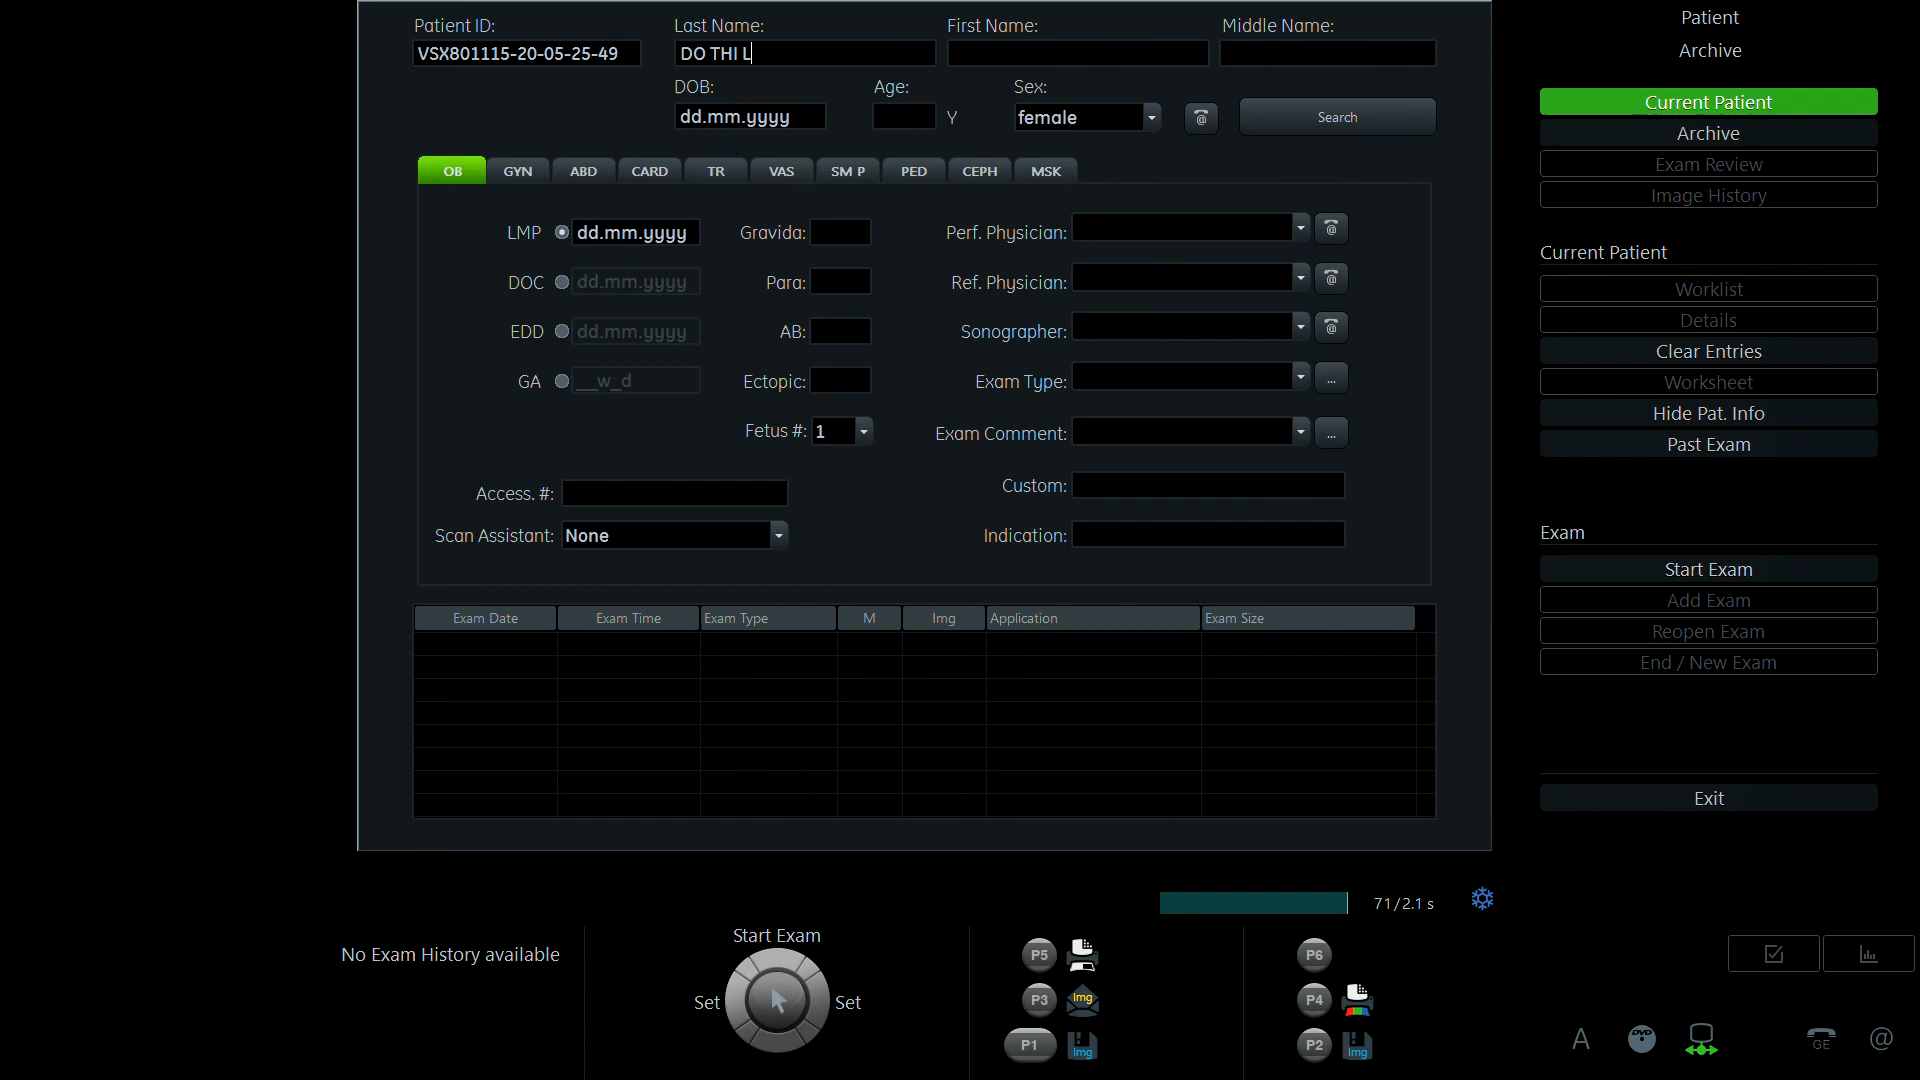 Patient ID: Last Name: First Name: Middle Name:
VSX801115-20-05-25-49 DO THI L
DOB: Age: Sex:
dd.mm.yyyy Y female Search
OB GYN ABD CARD TR VAS SM P PED CEPH MSK
LMP dd.mm.yyyy Gravida: Perf. Physician:
DOC dd.mm.yyyy Para: Ref. Physician:
EDD dd.mm.yyyy AB: Sonographer:
GA __w_d Ectopic: Exam Type: ...
Fetus #: 1 Exam Comment: ...
Access. #: Custom:
Scan Assistant: None Indication:
Exam Date Exam Time Exam Type M Img Application Exam Size
71/2.1 s
No Exam History available
Start Exam
Set Set
P5 P6
P3 Img P4
P1 Img P2 Img
Patient
Archive
Current Patient
Archive
Exam Review
Image History
Current Patient
Worklist
Details
Clear Entries
Worksheet
Hide Pat. Info
Past Exam
Exam
Start Exam
Add Exam
Reopen Exam
End / New Exam
Exit
A DVD GE @